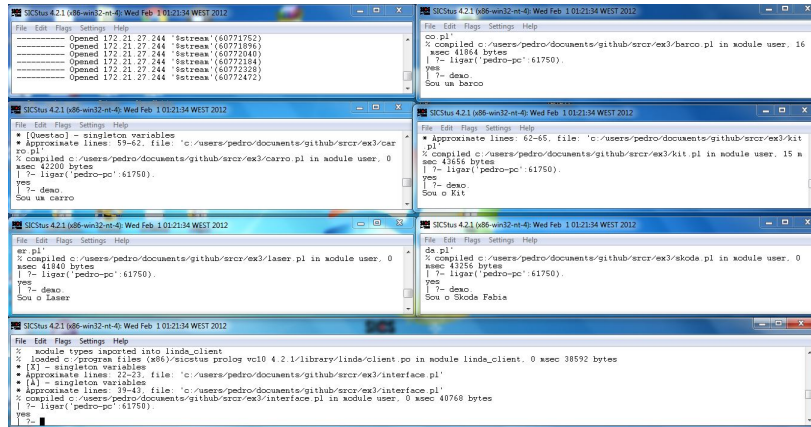 SICStus 4.2.1 (x86-win32-nt-4): Wed Feb 1 01:21:34 WEST 2012
File Edit Flags Settings Help
---------- Opened 172.21.27.244 '$stream'(60771752)
---------- Opened 172.21.27.244 '$stream'(60771896)
---------- Opened 172.21.27.244 '$stream'(60772040)
---------- Opened 172.21.27.244 '$stream'(60772184)
---------- Opened 172.21.27.244 '$stream'(60772328)
---------- Opened 172.21.27.244 '$stream'(60772472)
SICStus 4.2.1 (x86-win32-nt-4): Wed Feb 1 01:21:34 WEST 2012
File Edit Flags Settings Help
co.pl'
% compiled c:/users/pedro/documents/github/srcr/ex3/barco.pl in module user, 16
msec 41864 bytes
| ?- ligar('pedro-pc':61750).
yes
| ?- demo.
Sou um barco
SICStus 4.2.1 (x86-win32-nt-4): Wed Feb 1 01:21:34 WEST 2012
File Edit Flags Settings Help
* [Questao] - singleton variables
* Approximate lines: 59-62, file: 'c:/users/pedro/documents/github/srcr/ex3/car
ro.pl'
% compiled c:/users/pedro/documents/github/srcr/ex3/carro.pl in module user, 0
msec 42200 bytes
| ?- ligar('pedro-pc':61750).
yes
| ?- demo.
Sou um carro
SICStus 4.2.1 (x86-win32-nt-4): Wed Feb 1 01:21:34 WEST 2012
File Edit Flags Settings Help
* Approximate lines: 62-65, file: 'c:/users/pedro/documents/github/srcr/ex3/kit
.pl'
% compiled c:/users/pedro/documents/github/srcr/ex3/kit.pl in module user, 15 m
sec 43656 bytes
| ?- ligar('pedro-pc':61750).
yes
| ?- demo.
Sou o Kit
SICStus 4.2.1 (x86-win32-nt-4): Wed Feb 1 01:21:34 WEST 2012
File Edit Flags Settings Help
er.pl'
% compiled c:/users/pedro/documents/github/srcr/ex3/laser.pl in module user, 0
msec 41840 bytes
| ?- ligar('pedro-pc':61750).
yes
| ?- demo.
Sou o Laser
SICStus 4.2.1 (x86-win32-nt-4): Wed Feb 1 01:21:34 WEST 2012
File Edit Flags Settings Help
da.pl'
% compiled c:/users/pedro/documents/github/srcr/ex3/skoda.pl in module user, 0
msec 43256 bytes
| ?- ligar('pedro-pc':61750).
yes
| ?- demo.
Sou o Skoda Fabia
SICStus 4.2.1 (x86-win32-nt-4): Wed Feb 1 01:21:34 WEST 2012
File Edit Flags Settings Help
% module types imported into linda_client
% loaded c:/program files (x86)/sicstus prolog vc10 4.2.1/library/linda/client.po in module linda_client, 0 msec 38592 bytes
* [X] - singleton variables
* Approximate lines: 22-23, file: 'c:/users/pedro/documents/github/srcr/ex3/interface.pl'
* [A] - singleton variables
* Approximate lines: 39-43, file: 'c:/users/pedro/documents/github/srcr/ex3/interface.pl'
% compiled c:/users/pedro/documents/github/srcr/ex3/interface.pl in module user, 0 msec 40768 bytes
| ?- ligar('pedro-pc':61750).
yes
| ?-